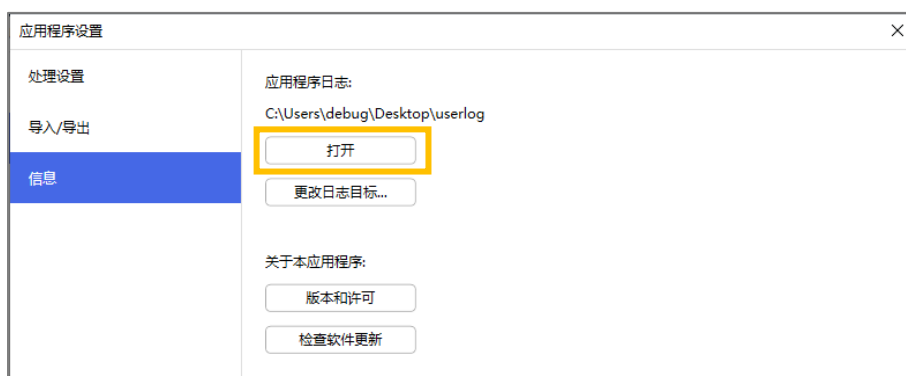 应用程序设置
处理设置
导入/导出
信息
应用程序日志:
C:\Users\debug\Desktop\userlog
打开
更改日志目标...
关于本应用程序:
版本和许可
检查软件更新